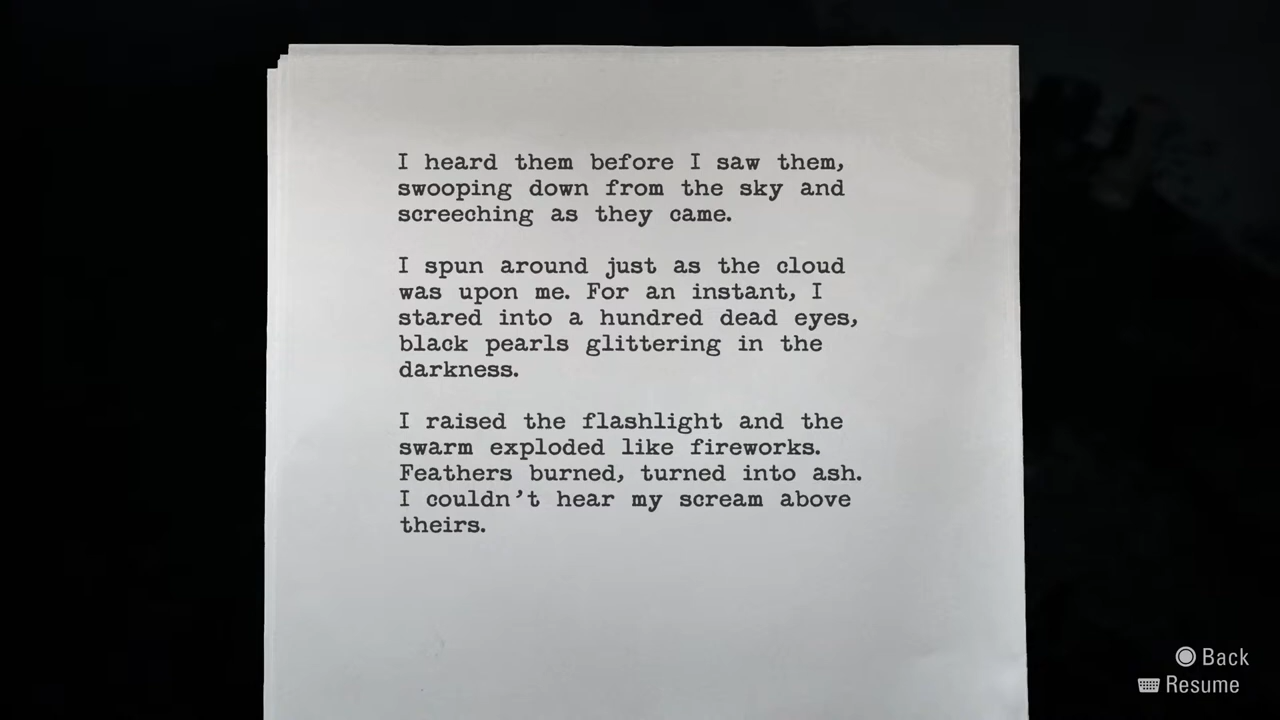 I heard them before I saw them,
swooping down from the sky and
screeching as they came.
I spun around just as the cloud
was upon me. For an instant, I
stared into a hundred dead eyes,
black pearls glittering in the
darkness.
I raised the flashlight and the
swarm exploded like fireworks.
Feathers burned, turned into ash.
I couldn't hear my scream above
theirs.
Back
Resume